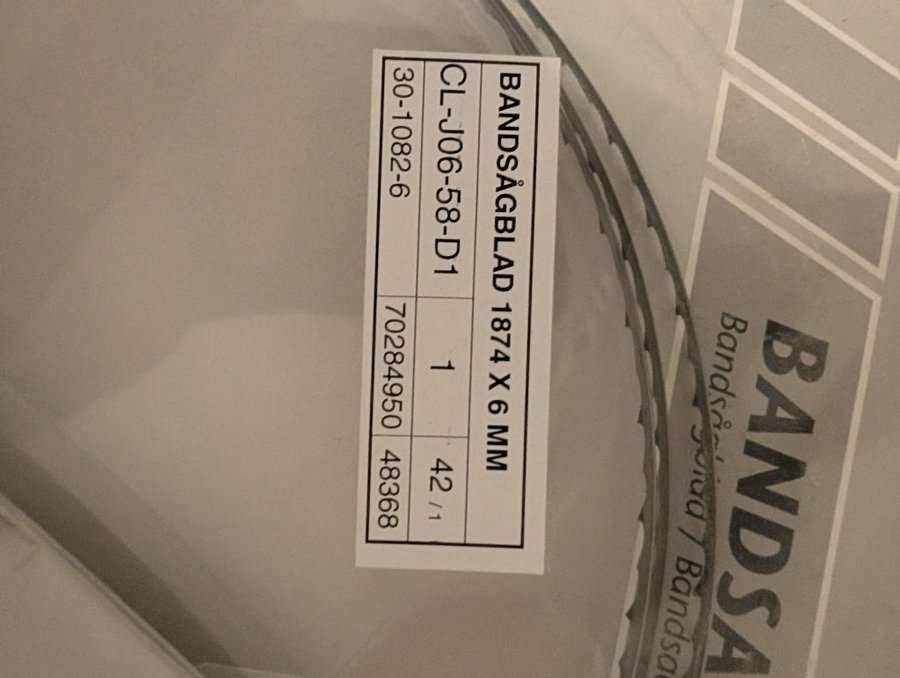 BANDSÅGBLAD 1874 X 6 MM
CL-J06-58-D1 1 42 /1
30-1082-6 70284950 48368
BANDSA
Bandsågblad / Bandsa